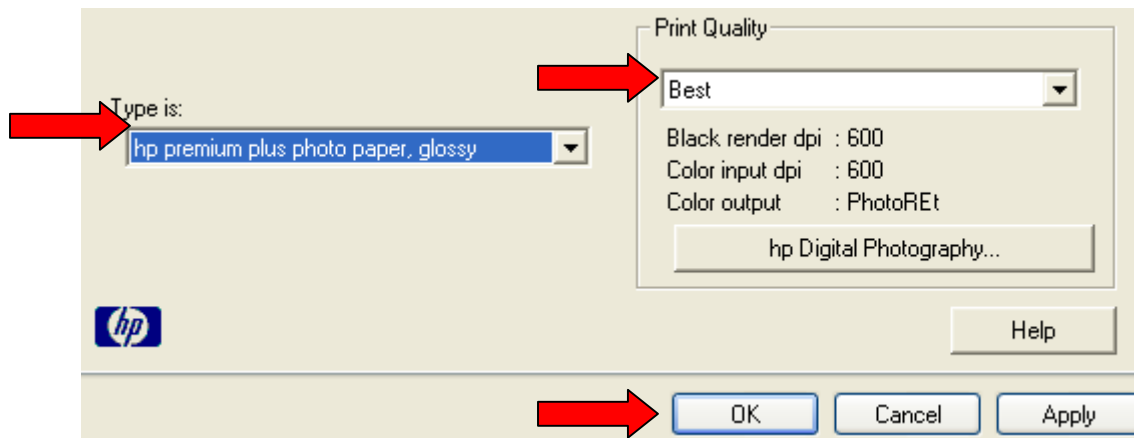 Print Quality
Best
Type is:
hp premium plus photo paper, glossy
Black render dpi : 600
Color input dpi : 600
Color output : PhotoREt
hp Digital Photography...
hp
Help
OK
Cancel
Apply